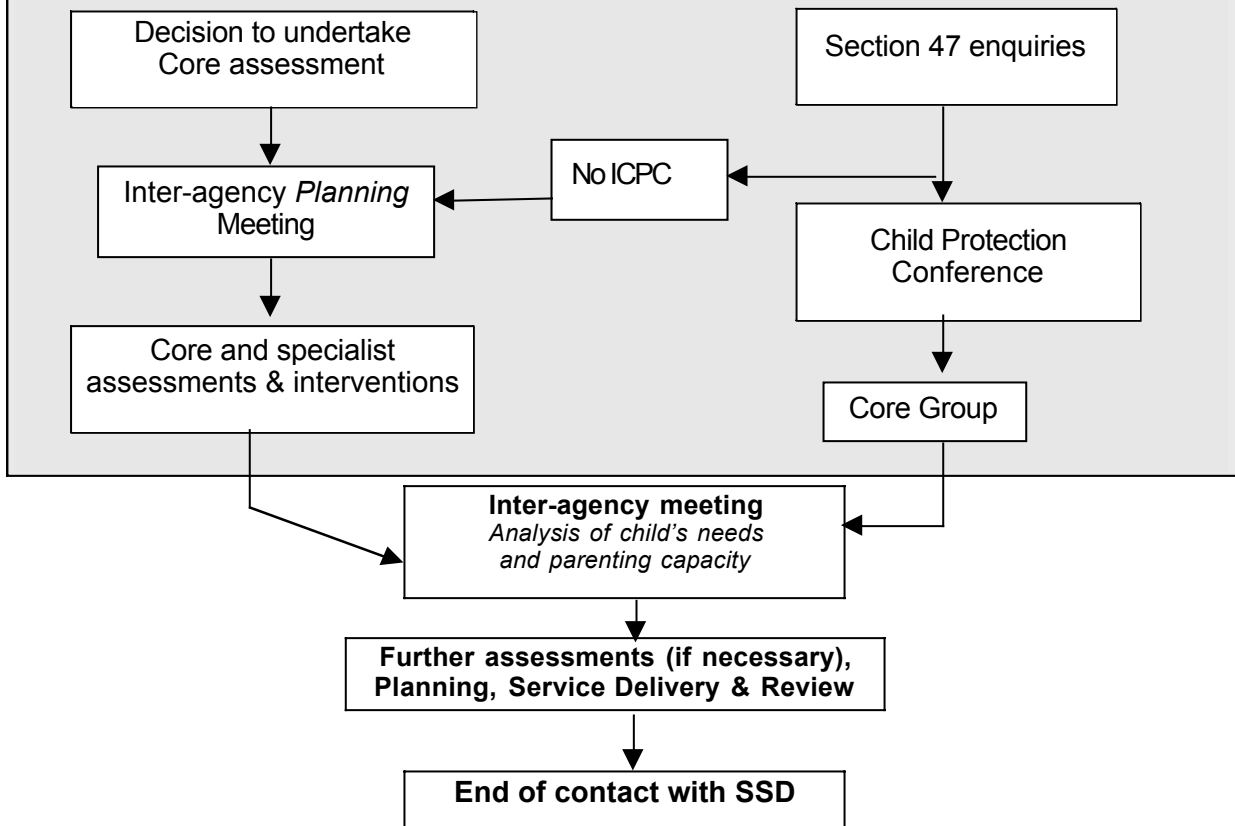 Decision to undertake
Core assessment
Section 47 enquiries
No ICPC
Inter-agency Planning
Meeting
Child Protection
Conference
Core and specialist
assessments & interventions
Core Group
Inter-agency meeting
Analysis of child’s needs
and parenting capacity
Further assessments (if necessary),
Planning, Service Delivery & Review
End of contact with SSD